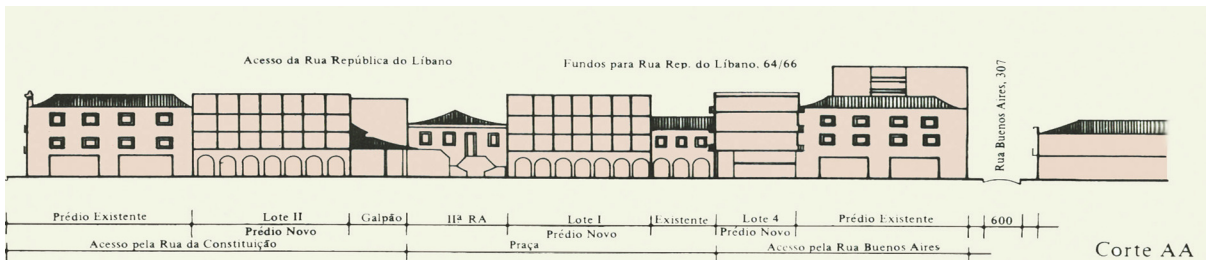 Acesso da Rua República do Líbano
Fundos para Rua Rep. do Líbano. 64/66
Rua Buenos Aires, 307
Prédio Existente
Lote II
Galpão
IIª RA
Lote I
Existente
Lote 4
Prédio Existente
600
Prédio Novo
Prédio Novo
Prédio Novo
Acesso pela Rua da Constituição
Praça
Acesso pela Rua Buenos Aires
Corte AA